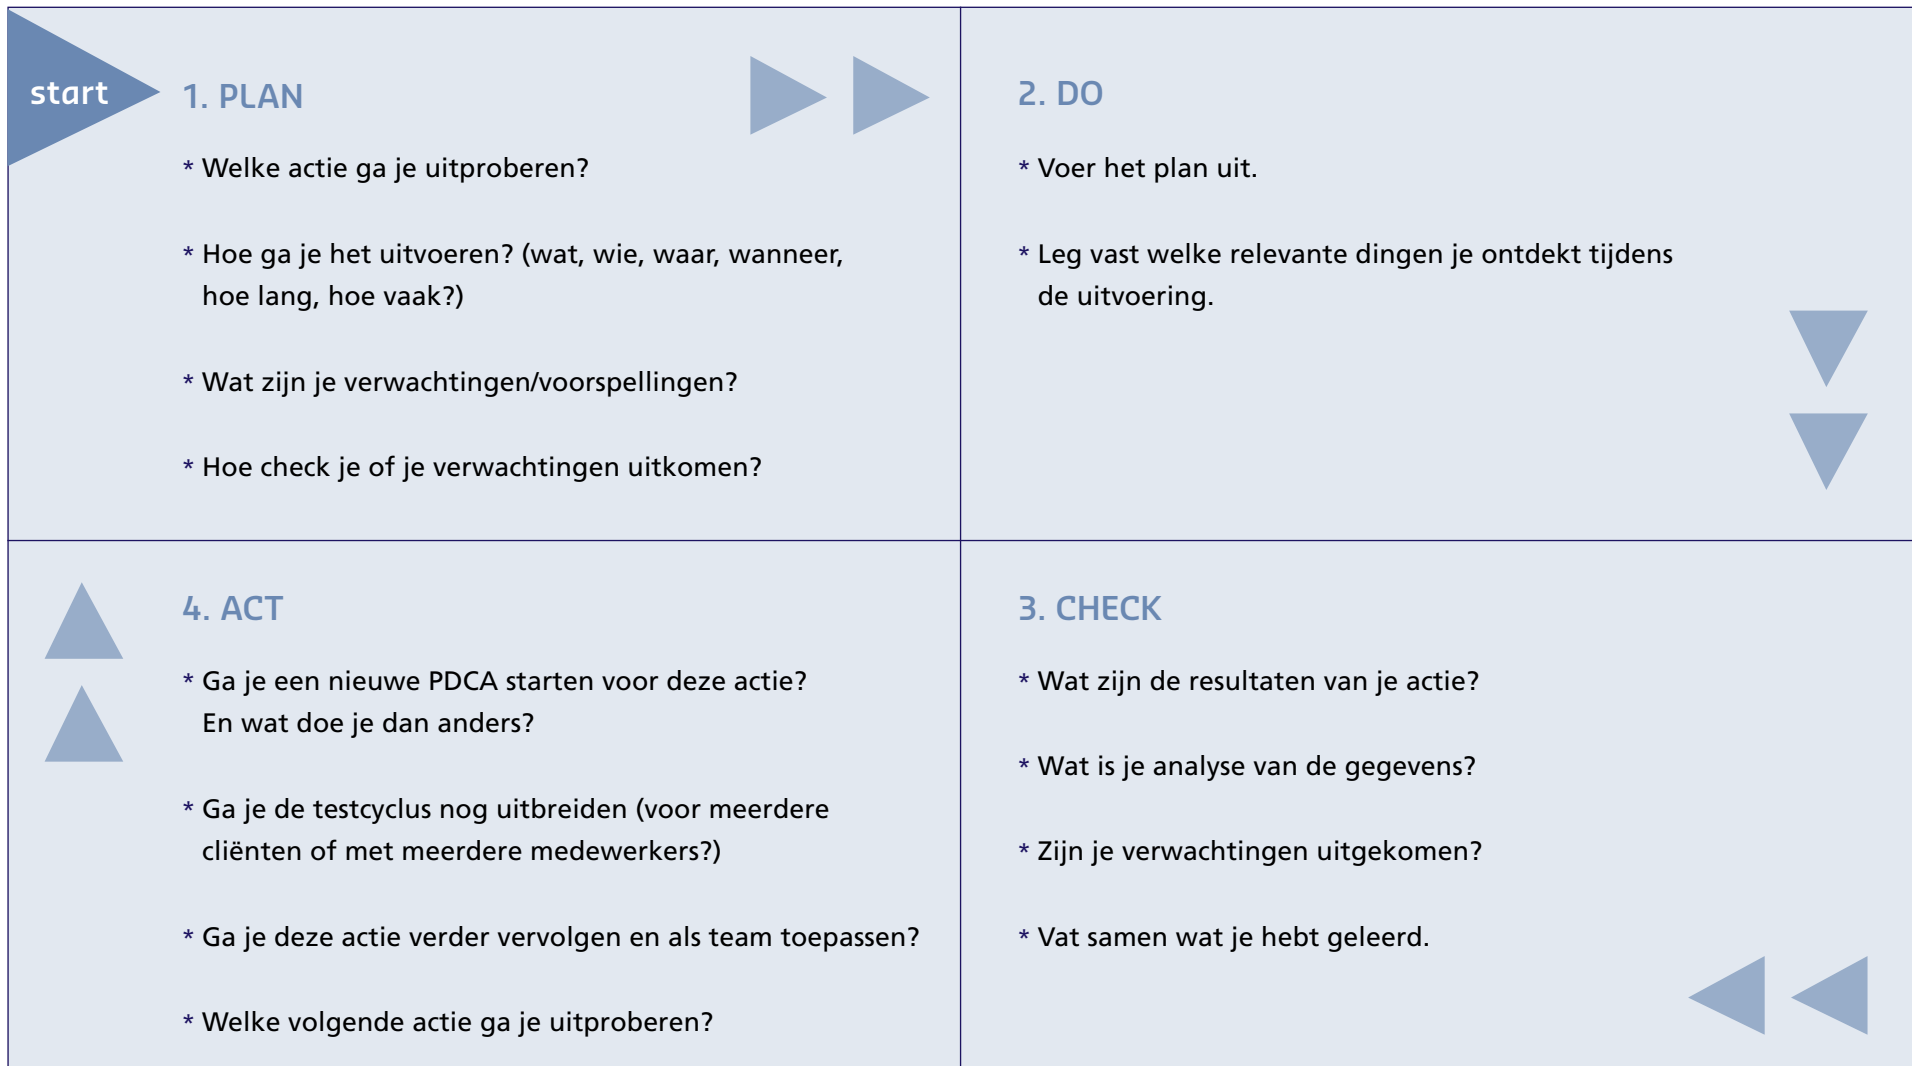 start
1. PLAN
* Welke actie ga je uitproberen?
* Hoe ga je het uitvoeren? (wat, wie, waar, wanneer,
hoe lang, hoe vaak?)
* Wat zijn je verwachtingen/voorspellingen?
* Hoe check je of je verwachtingen uitkomen?
2. DO
* Voer het plan uit.
* Leg vast welke relevante dingen je ontdekt tijdens
de uitvoering.
3. CHECK
* Wat zijn de resultaten van je actie?
* Wat is je analyse van de gegevens?
* Zijn je verwachtingen uitgekomen?
* Vat samen wat je hebt geleerd.
4. ACT
* Ga je een nieuwe PDCA starten voor deze actie?
En wat doe je dan anders?
* Ga je de testcyclus nog uitbreiden (voor meerdere
cliënten of met meerdere medewerkers?)
* Ga je deze actie verder vervolgen en als team toepassen?
* Welke volgende actie ga je uitproberen?